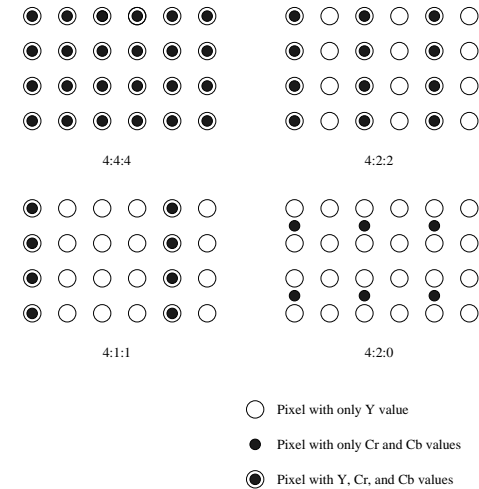 4:4:4
4:2:2
4:1:1
4:2:0
Pixel with only Y value
Pixel with only Cr and Cb values
Pixel with Y, Cr, and Cb values